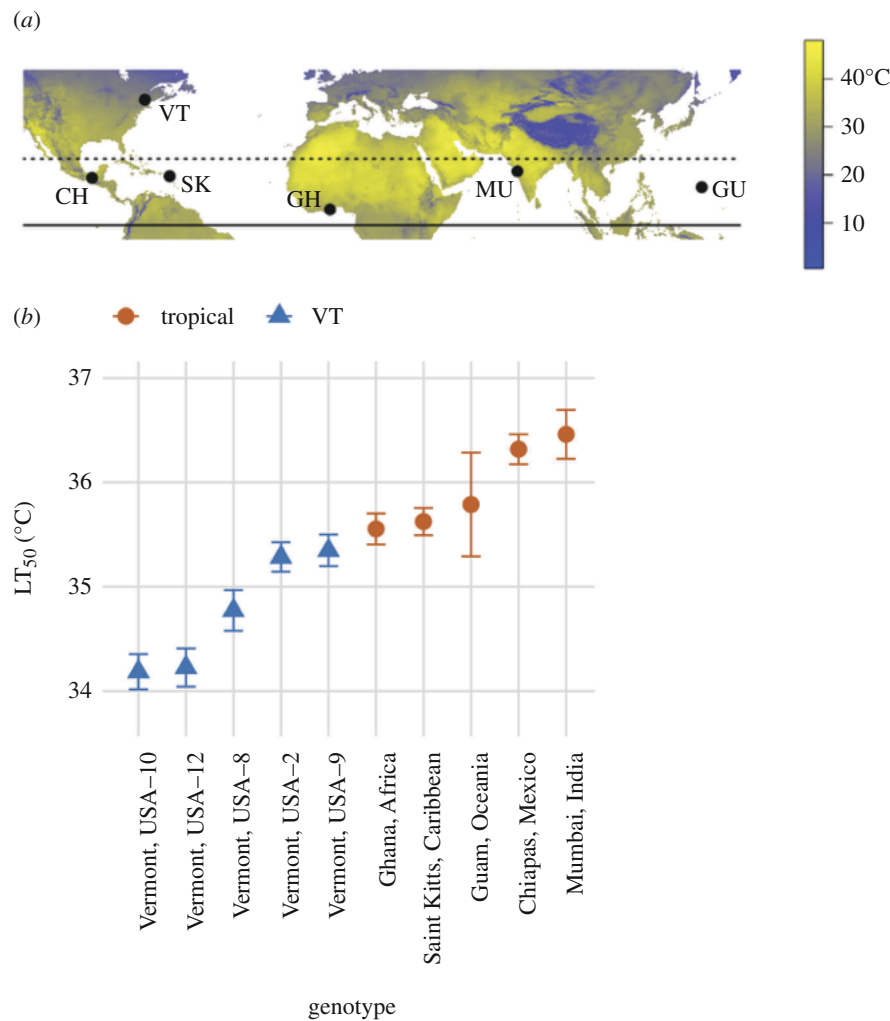 (a)
40°C
30
20
10
VT
CH
SK
GH
MU
GU
(b)
tropical
VT
37
36
35
34
LT50 (°C)
Vermont, USA–10
Vermont, USA–12
Vermont, USA–8
Vermont, USA–2
Vermont, USA–9
Ghana, Africa
Saint Kitts, Caribbean
Guam, Oceania
Chiapas, Mexico
Mumbai, India
genotype